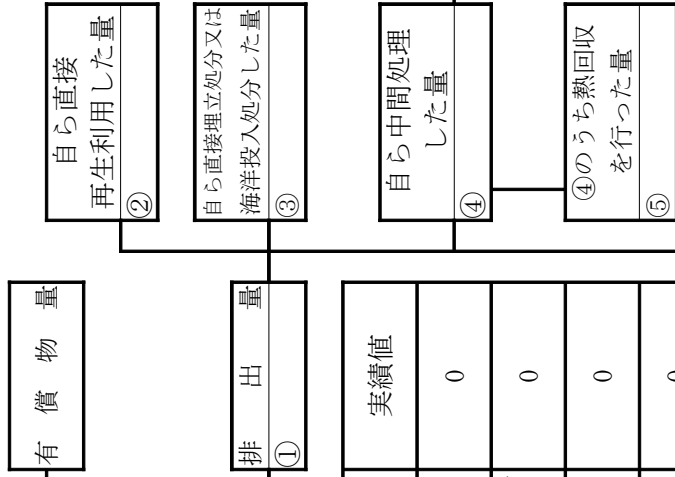 有償物量
排出量
①
実績値
0
0
0
0
自ら直接
再生利用した量
②
自ら直接埋立処分又は
海洋投入処分した量
③
自ら中間処理
した量
④
④のうち熱回収
を行った量
⑤